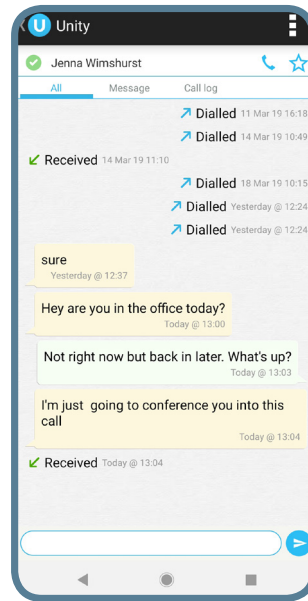 U Unity
Jenna Wimshurst
All Message Call log
Dialled 11 Mar 19 16:18
Dialled 14 Mar 19 10:49
Received 14 Mar 19 11:10
Dialled 18 Mar 19 10:15
Dialled Yesterday @ 12:24
Dialled Yesterday @ 12:24
sure
Yesterday @ 12:37
Hey are you in the office today?
Today @ 13:00
Not right now but back in later. What's up?
Today @ 13:03
I'm just going to conference you into this
call
Today @ 13:04
Received Today @ 13:04